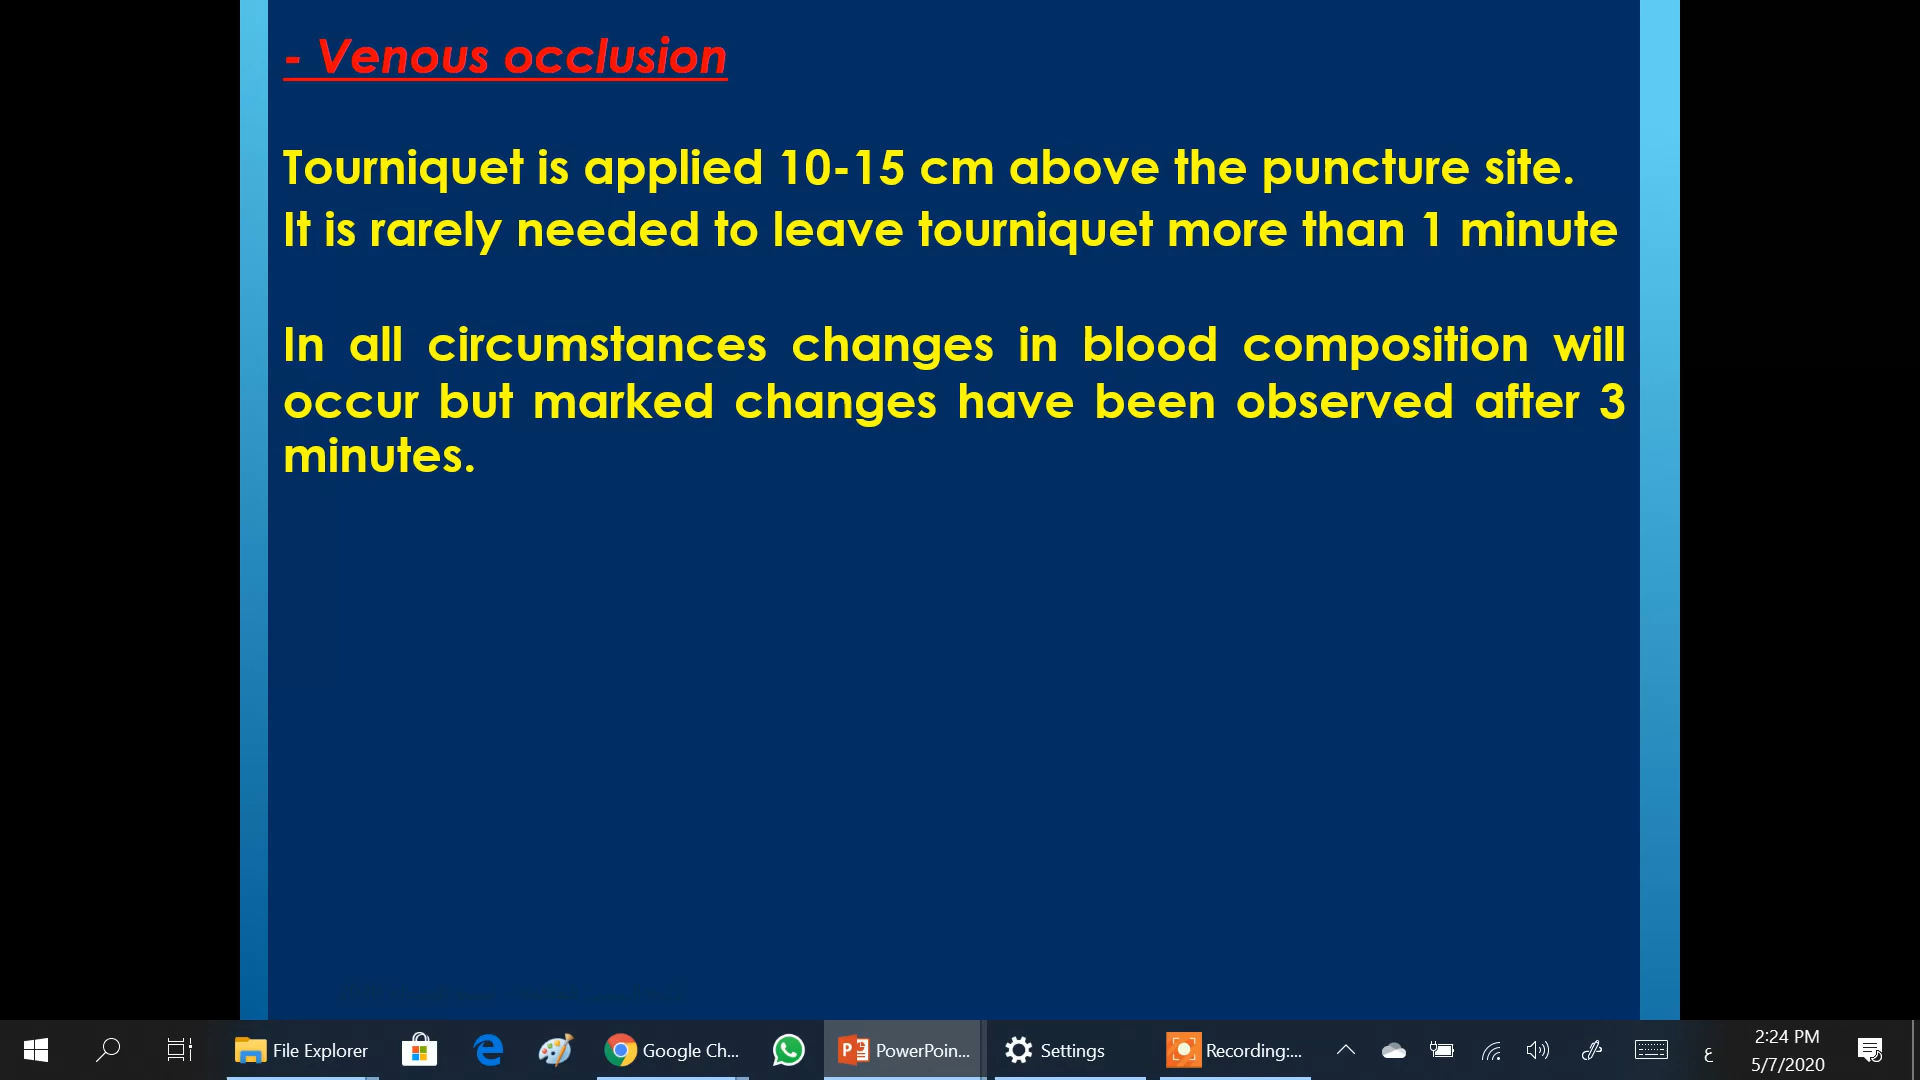 - Venous occlusion
Tourniquet is applied 10-15 cm above the puncture site.
It is rarely needed to leave tourniquet more than 1 minute
In all circumstances changes in blood composition will
occur but marked changes have been observed after 3
minutes.
File Explorer
Google Ch...
PowerPoin...
Settings
Recording:...
ع
2:24 PM
5/7/2020